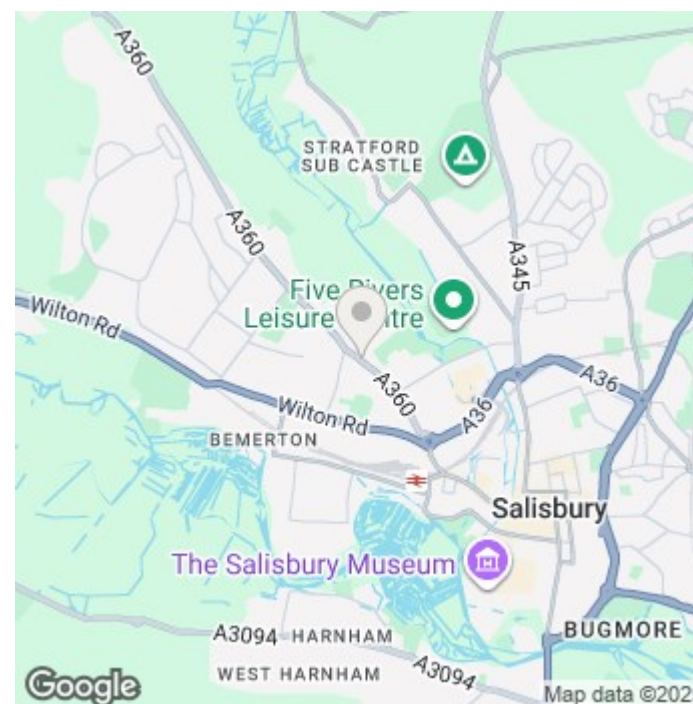 A360
STRATFORD
SUB CASTLE
A360
A345
Five Rivers
Leisure Centre
Wilton Rd
A360
A36
A36
Wilton Rd
BEMERTON
Salisbury
The Salisbury Museum
A3094
HARNHAM
BUGMORE
WEST HARNHAM
A3094
Google
Map data ©202